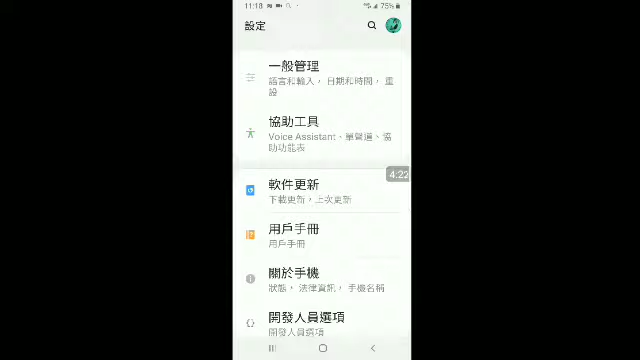 11:18
75%
設定
一般管理
語言和輸入， 日期和時間， 重
設
協助工具
Voice Assistant、單聲道、協
助功能表
4:22
軟件更新
下載更新，上次更新
用戶手冊
用戶手冊
關於手機
狀態， 法律資訊， 手機名稱
開發人員選項
開發人員選項